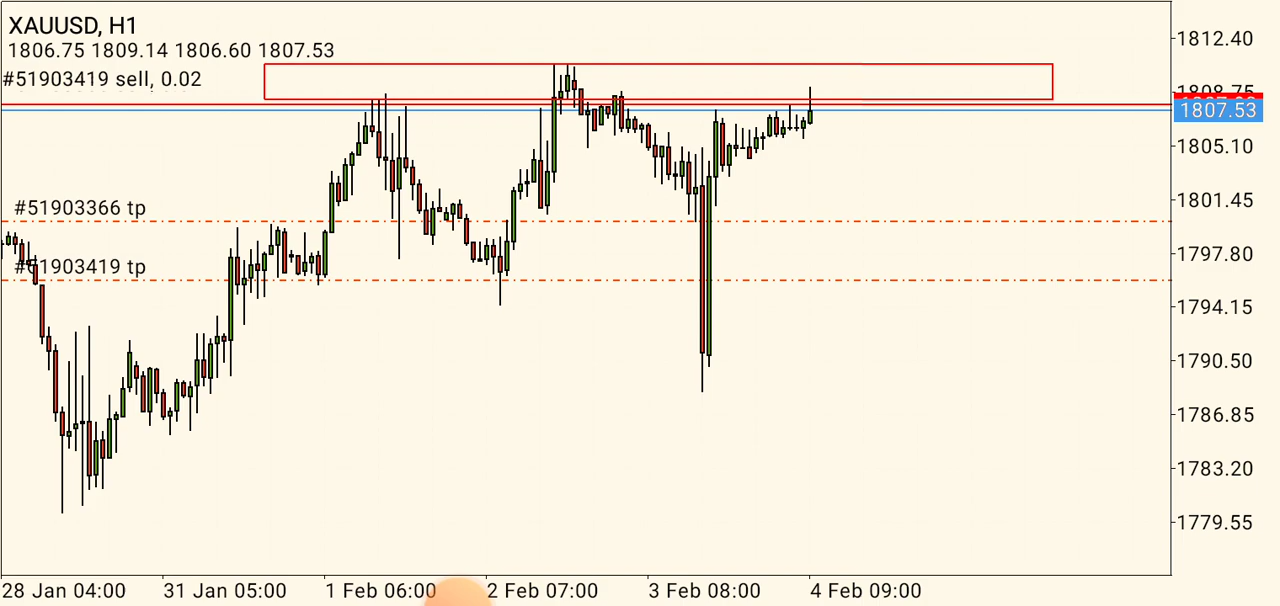 XAUUSD, H1
1806.75 1809.14 1806.60 1807.53
#51903419 sell, 0.02
#51903366 tp
#51903419 tp
1812.40
1808.75
1807.53
1805.10
1801.45
1797.80
1794.15
1790.50
1786.85
1783.20
1779.55
28 Jan 04:00
31 Jan 05:00
1 Feb 06:00
2 Feb 07:00
3 Feb 08:00
4 Feb 09:00